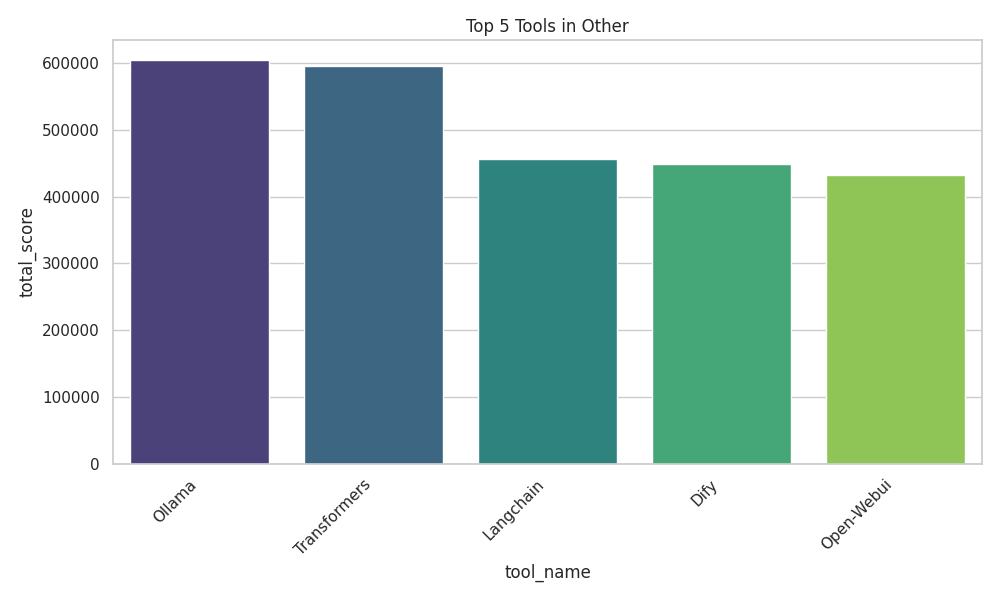 Top 5 Tools in Other
600000
500000
400000
300000
200000
100000
0
total_score
Ollama
Transformers
Langchain
Dify
Open-Webui
tool_name